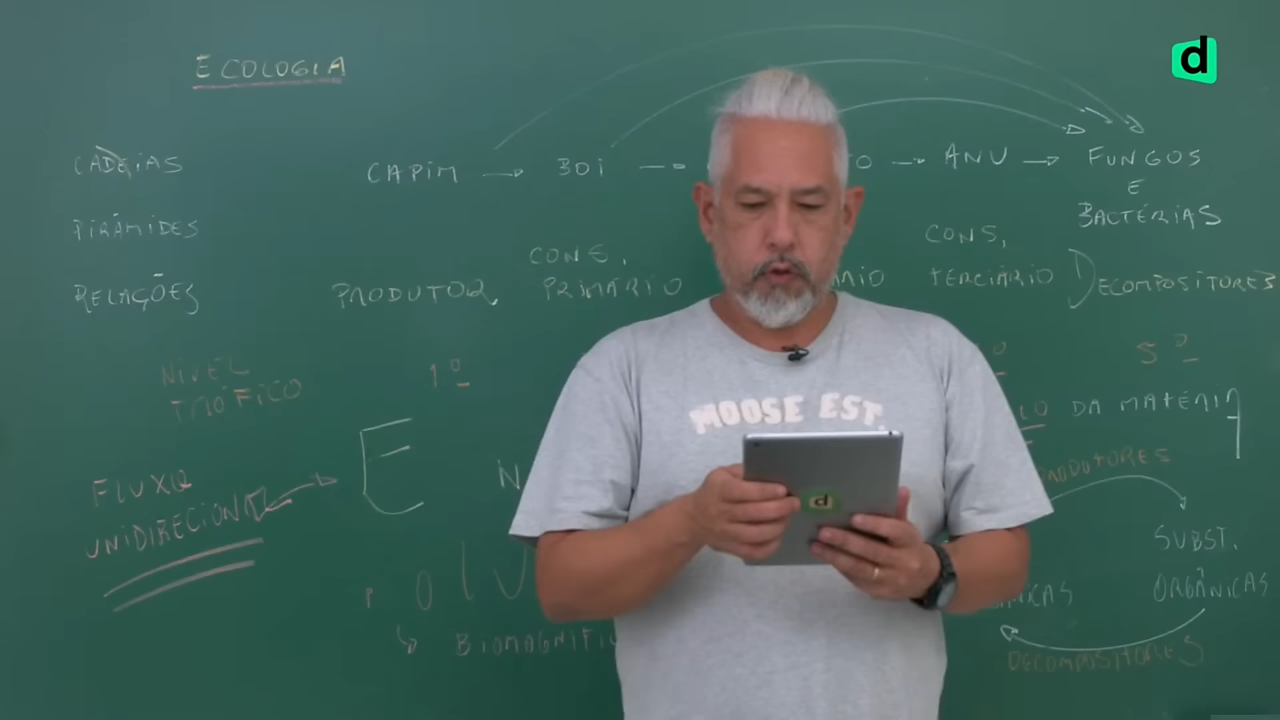 ECOLOGIA
d
CADEIAS
CAPIM → BOI → TO → ANU → FUNGOS
E
BACTÉRIAS
PIRÂMIDES
CONS.
PRIMÁRIO
CONS.
TERCIÁRIO
RELAÇÕES
PRODUTOR
DECOMPOSITORES
NÍVEL
TRÓFICO
1º
5º
MOOSE EST.
DA MATÉRIA
E
N
FLUXO
UNIDIRECIONAL
SUBST.
ORGÂNICAS
DECOMPOSITORES
d